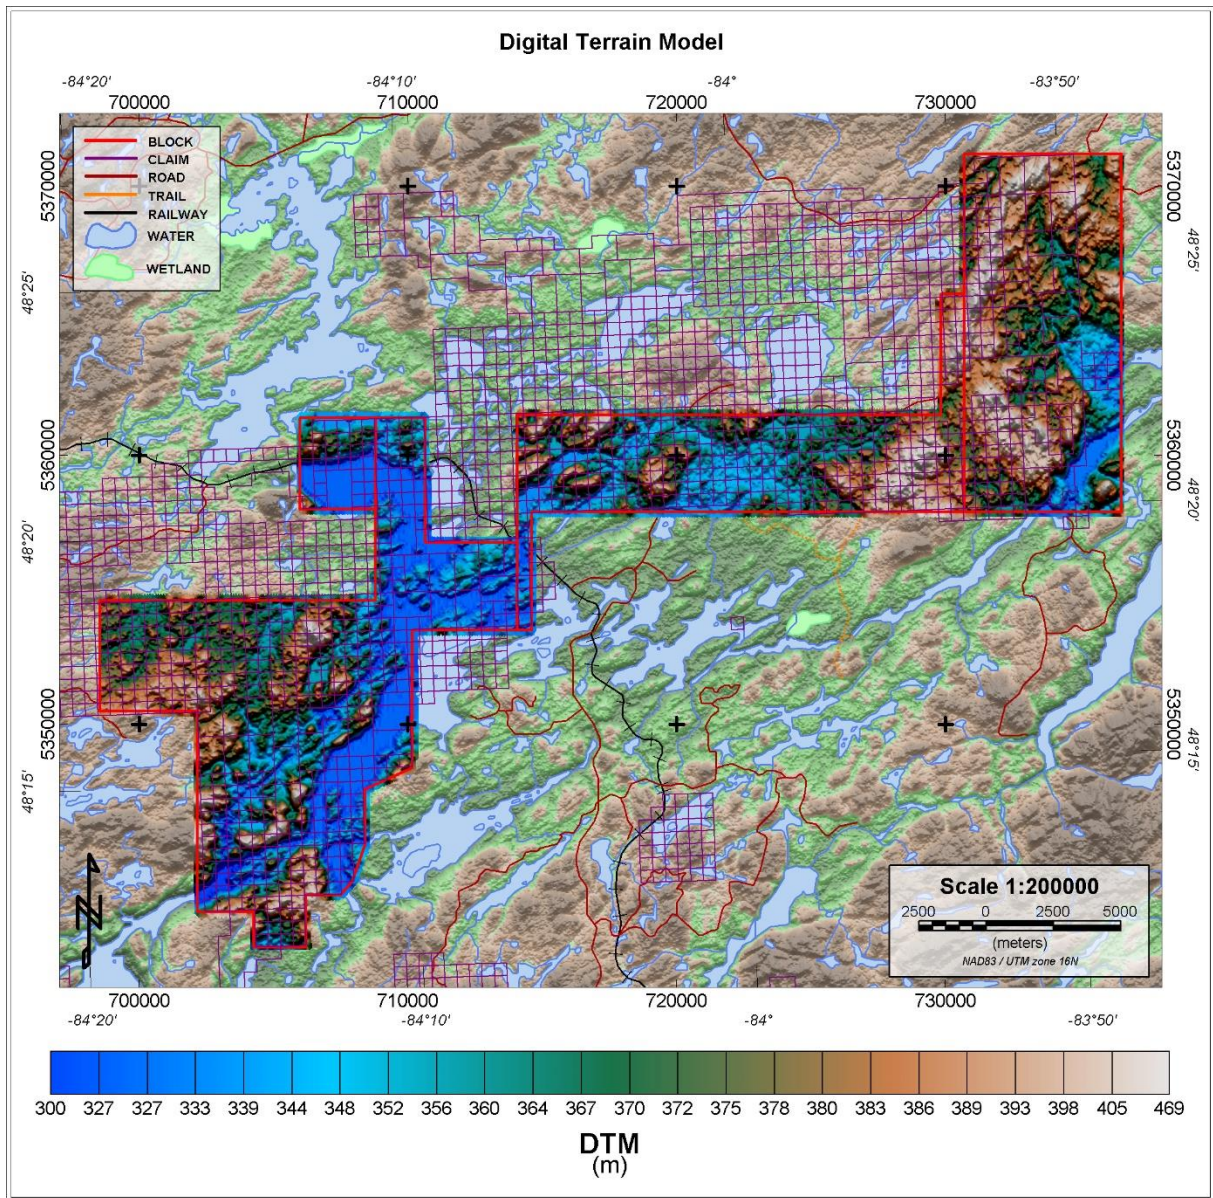 Digital Terrain Model
-84°20' -84°10' -84° -83°50'
700000 710000 720000 730000
BLOCK
CLAIM
ROAD
TRAIL
RAILWAY
WATER
WETLAND
5370000 5370000
48°25' 48°25'
5360000 5360000
48°20' 48°20'
5350000 5350000
48°15' 48°15'
N
Scale 1:200000
2500 0 2500 5000
(meters)
NAD83 / UTM zone 16N
700000 710000 720000 730000
-84°20' -84°10' -84° -83°50'
300 327 327 333 339 344 348 352 356 360 364 367 370 372 375 378 380 383 386 389 393 398 405 469
DTM
(m)